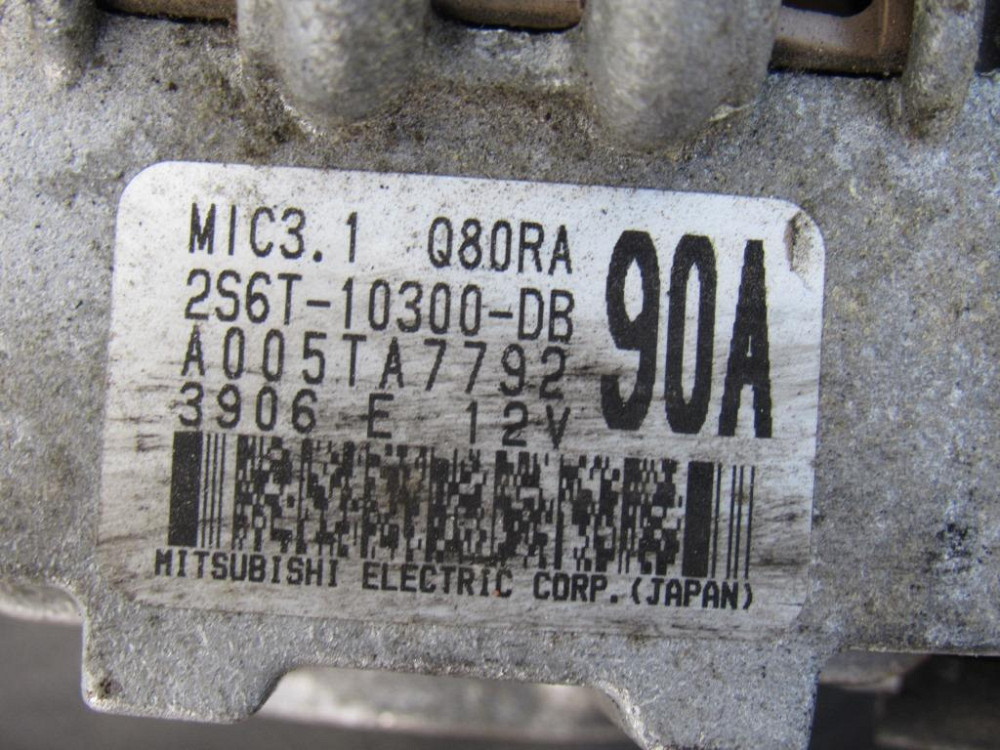 MIC3.1 Q80RA
2S6T-10300-DB
90A
A005TA7792
3906 E 12V
MITSUBISHI ELECTRIC CORP.(JAPAN)